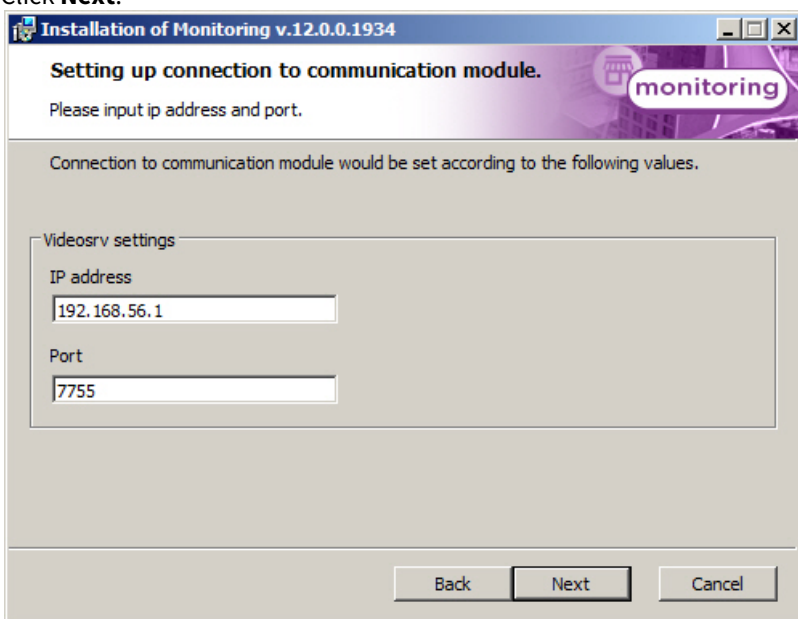 Click Next.
Installation of Monitoring v.12.0.0.1934
Setting up connection to communication module.
monitoring
Please input ip address and port.
Connection to communication module would be set according to the following values.
Videosrv settings
IP address
192.168.56.1
Port
7755
Back Next Cancel